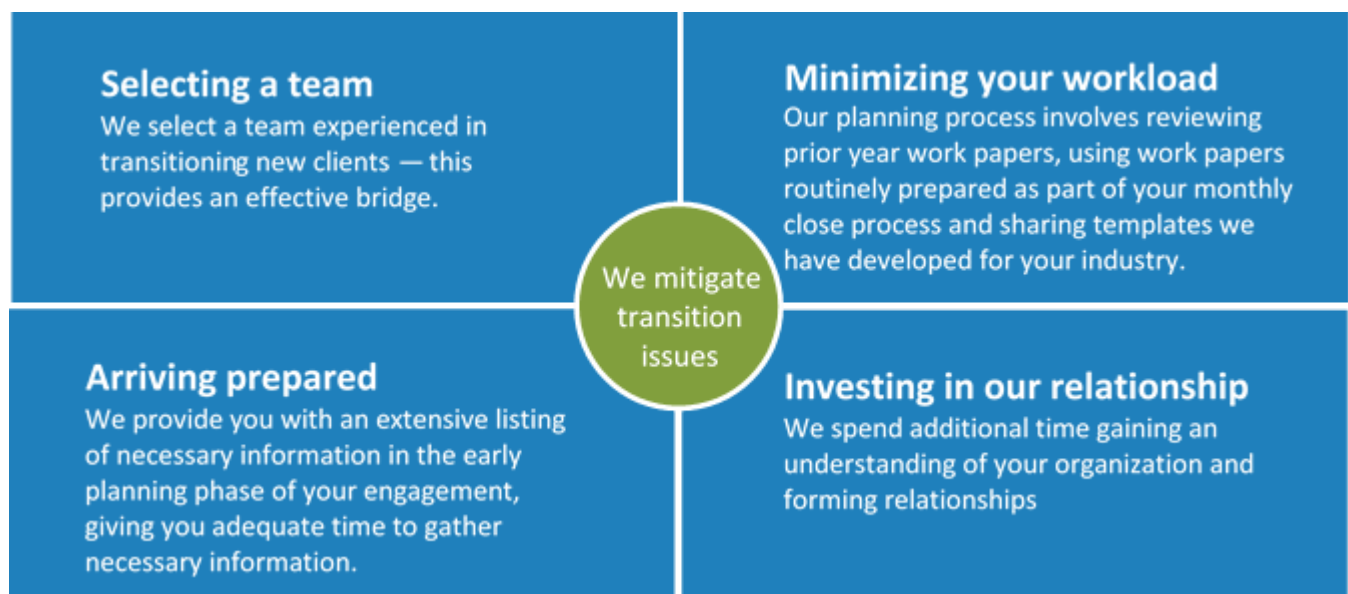 Selecting a team
We select a team experienced in
transitioning new clients — this
provides an effective bridge.
Minimizing your workload
Our planning process involves reviewing
prior year work papers, using work papers
routinely prepared as part of your monthly
close process and sharing templates we
have developed for your industry.
We mitigate
transition
issues
Arriving prepared
We provide you with an extensive listing
of necessary information in the early
planning phase of your engagement,
giving you adequate time to gather
necessary information.
Investing in our relationship
We spend additional time gaining an
understanding of your organization and
forming relationships